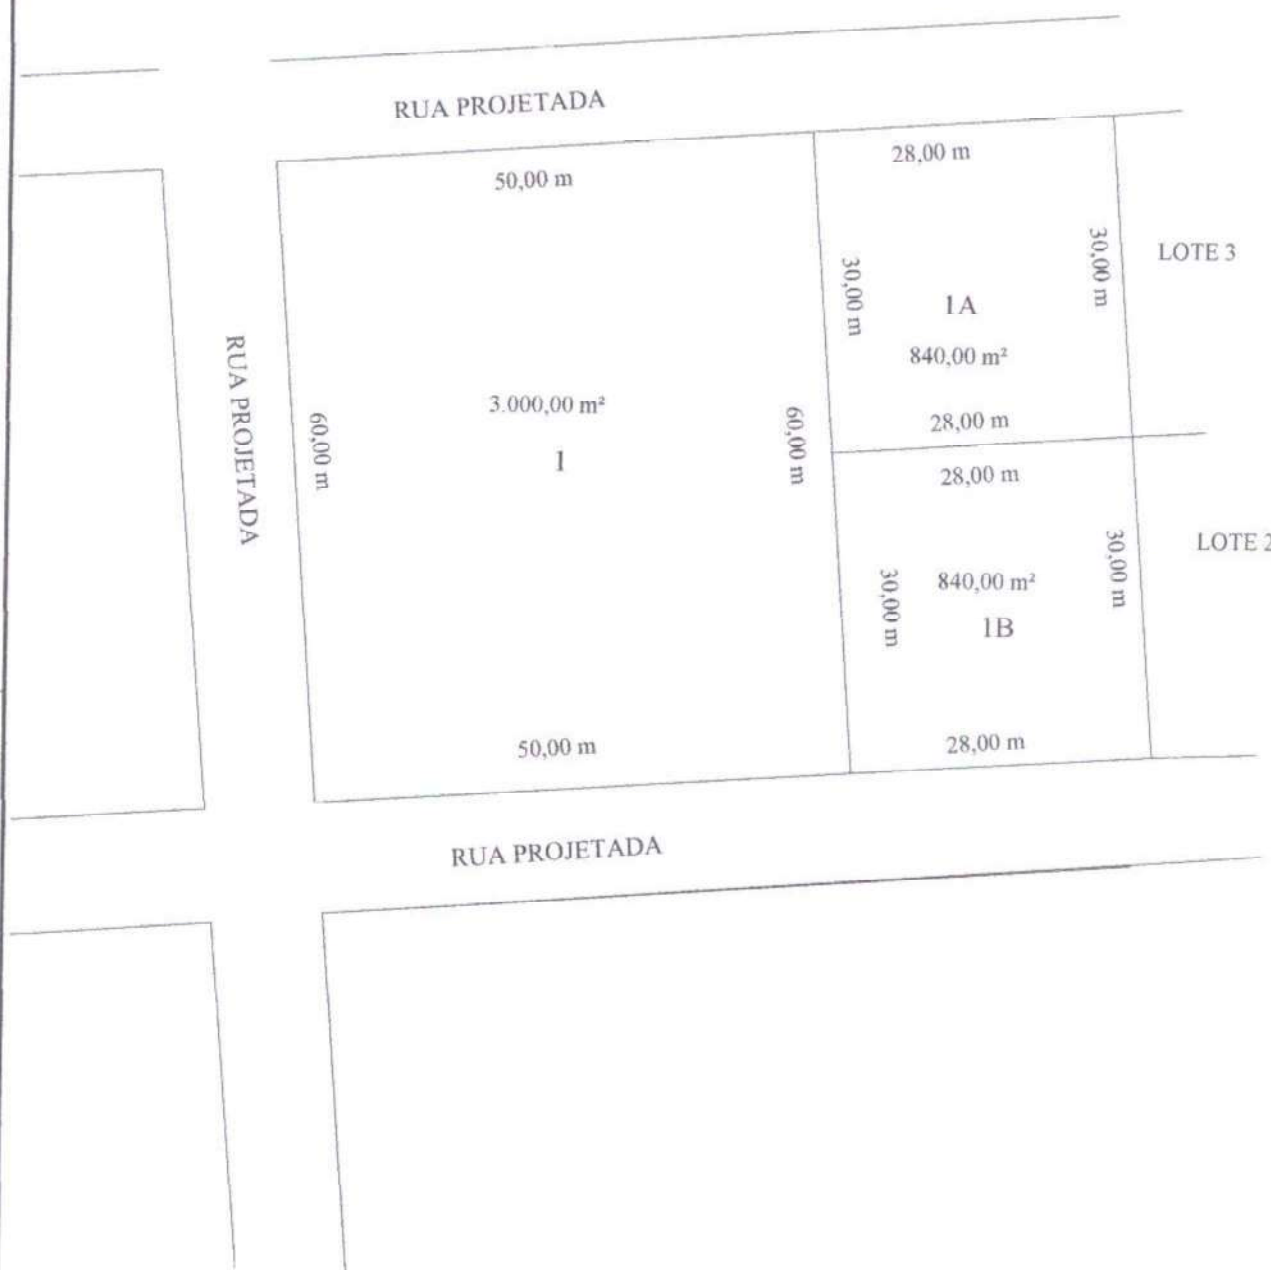 RUA PROJETADA
50,00 m
28,00 m
30,00 m
30,00 m
LOTE 3
1A
840,00 m²
28,00 m
RUA PROJETADA
60,00 m
3.000,00 m²
1
60,00 m
28,00 m
30,00 m
840,00 m²
1B
30,00 m
LOTE 2
50,00 m
28,00 m
RUA PROJETADA